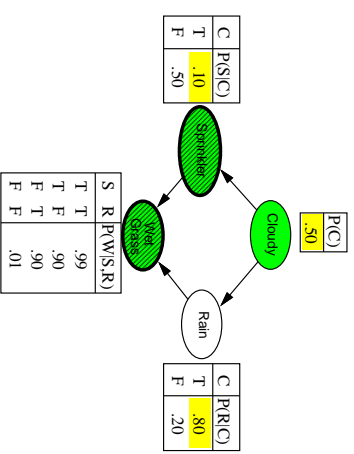 P(C)
.50
Cloudy
C P(S|C)
T .10
F .50
Sprinkler
Rain
C P(R|C)
T .80
F .20
Wet
Grass
S R P(W|S,R)
T T .99
T F .90
F T .90
F F .01